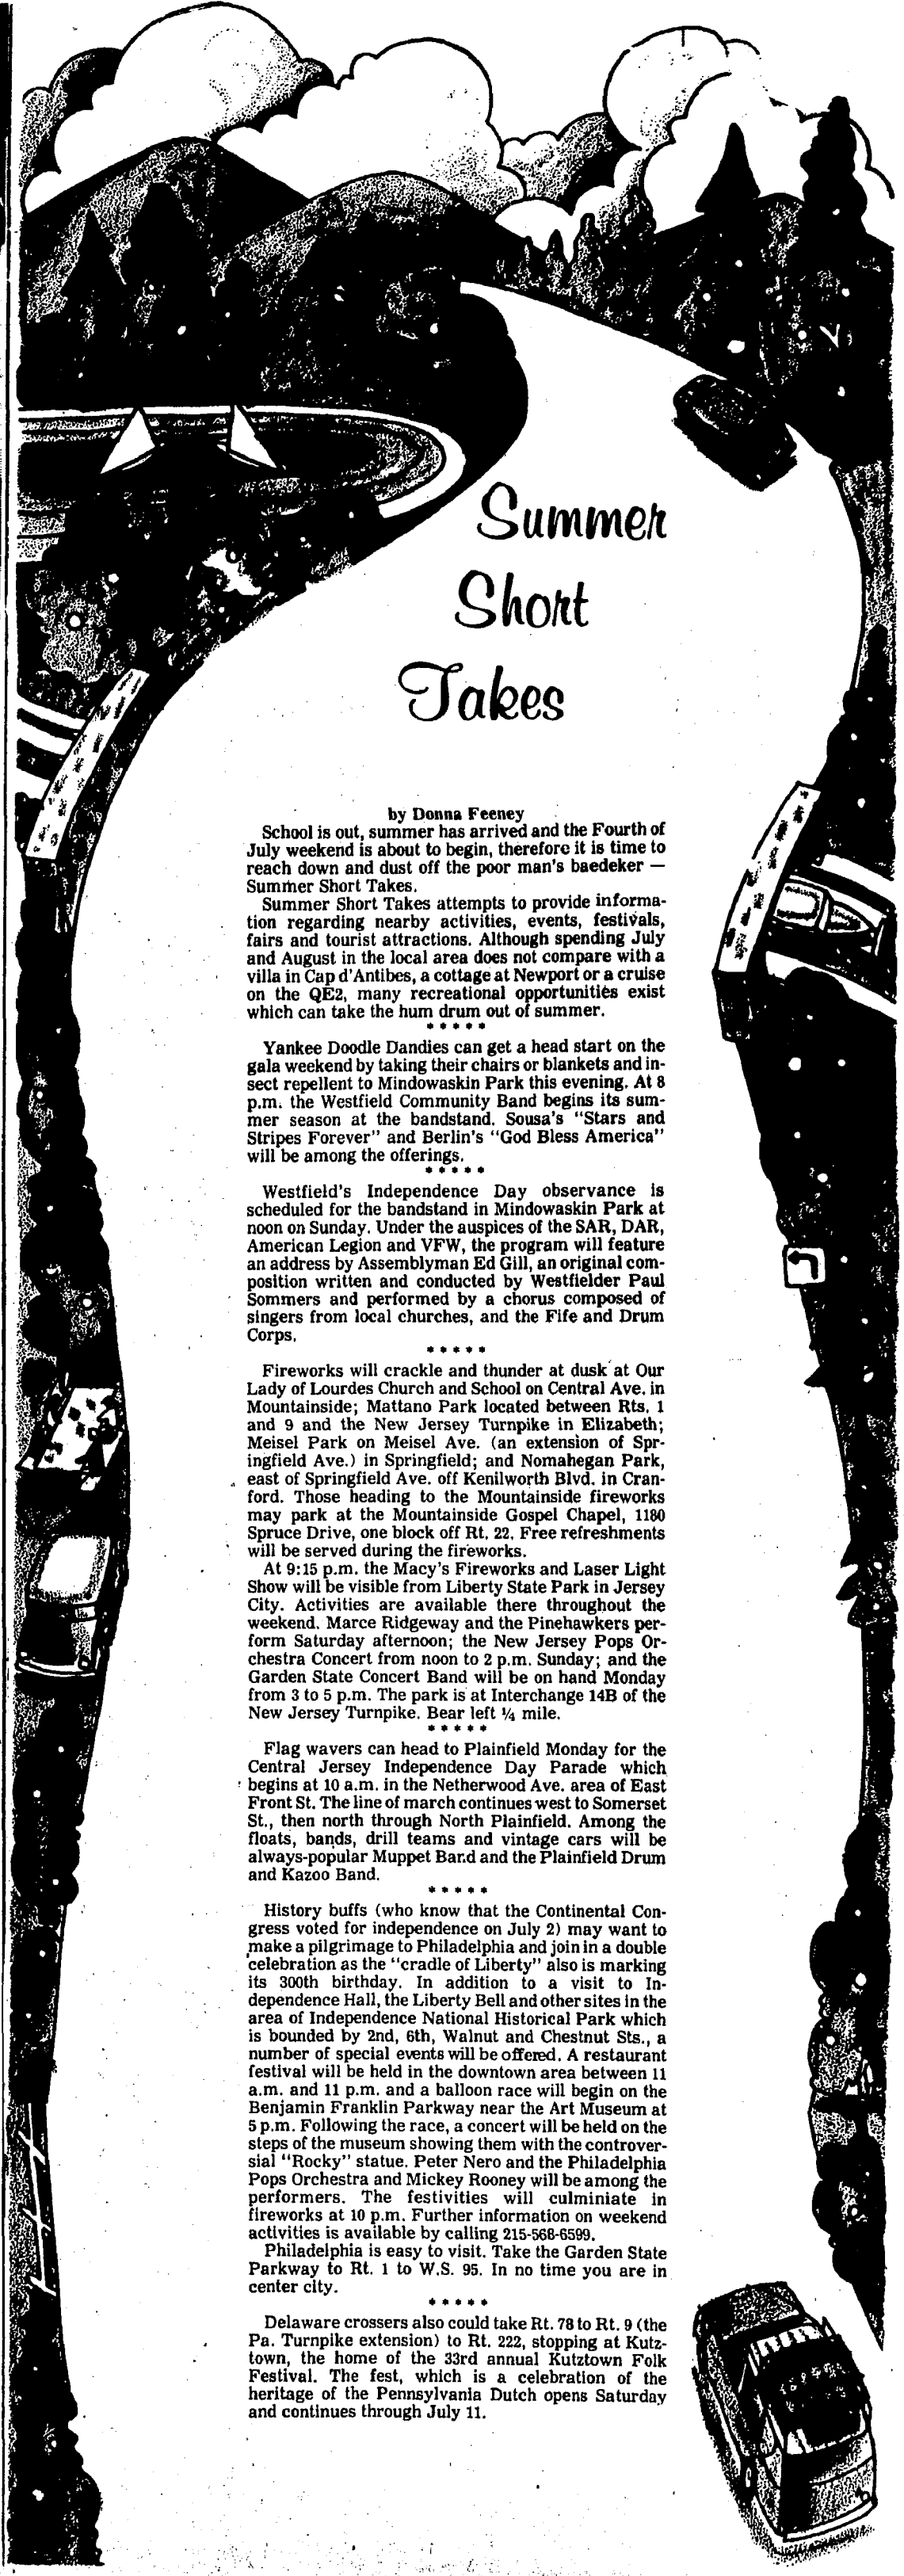 Summer
Short
Takes
by Donna Feeney
School is out, summer has arrived and the Fourth of
July weekend is about to begin, therefore it is time to
reach down and dust off the poor man's baedeker —
Summer Short Takes.
Summer Short Takes attempts to provide informa-
tion regarding nearby activities, events, festivals,
fairs and tourist attractions. Although spending July
and August in the local area does not compare with a
villa in Cap d'Antibes, a cottage at Newport or a cruise
on the QE2, many recreational opportunities exist
which can take the hum drum out of summer.
* * * * *
Yankee Doodle Dandies can get a head start on the
gala weekend by taking their chairs or blankets and in-
sect repellent to Mindowaskin Park this evening. At 8
p.m. the Westfield Community Band begins its sum-
mer season at the bandstand. Sousa's "Stars and
Stripes Forever" and Berlin's "God Bless America"
will be among the offerings.
* * * * *
Westfield's Independence Day observance is
scheduled for the bandstand in Mindowaskin Park at
noon on Sunday. Under the auspices of the SAR, DAR,
American Legion and VFW, the program will feature
an address by Assemblyman Ed Gill, an original com-
position written and conducted by Westfielder Paul
Sommers and performed by a chorus composed of
singers from local churches, and the Fife and Drum
Corps.
* * * * *
Fireworks will crackle and thunder at dusk at Our
Lady of Lourdes Church and School on Central Ave. in
Mountainside; Mattano Park located between Rts. 1
and 9 and the New Jersey Turnpike in Elizabeth;
Meisel Park on Meisel Ave. (an extension of Spr-
ingfield Ave.) in Springfield; and Nomahegan Park,
east of Springfield Ave. off Kenilworth Blvd. in Cran-
ford. Those heading to the Mountainside fireworks
may park at the Mountainside Gospel Chapel, 1180
Spruce Drive, one block off Rt. 22. Free refreshments
will be served during the fireworks.
At 9:15 p.m. the Macy's Fireworks and Laser Light
Show will be visible from Liberty State Park in Jersey
City. Activities are available there throughout the
weekend. Marce Ridgeway and the Pinehawkers per-
form Saturday afternoon; the New Jersey Pops Or-
chestra Concert from noon to 2 p.m. Sunday; and the
Garden State Concert Band will be on hand Monday
from 3 to 5 p.m. The park is at Interchange 14B of the
New Jersey Turnpike. Bear left ¼ mile.
* * * * *
Flag wavers can head to Plainfield Monday for the
Central Jersey Independence Day Parade which
begins at 10 a.m. in the Netherwood Ave. area of East
Front St. The line of march continues west to Somerset
St., then north through North Plainfield. Among the
floats, bands, drill teams and vintage cars will be
always-popular Muppet Band and the Plainfield Drum
and Kazoo Band.
* * * * *
History buffs (who know that the Continental Con-
gress voted for independence on July 2) may want to
make a pilgrimage to Philadelphia and join in a double
celebration as the "cradle of Liberty" also is marking
its 300th birthday. In addition to a visit to In-
dependence Hall, the Liberty Bell and other sites in the
area of Independence National Historical Park which
is bounded by 2nd, 6th, Walnut and Chestnut Sts., a
number of special events will be offered. A restaurant
festival will be held in the downtown area between 11
a.m. and 11 p.m. and a balloon race will begin on the
Benjamin Franklin Parkway near the Art Museum at
5 p.m. Following the race, a concert will be held on the
steps of the museum showing them with the controver-
sial "Rocky" statue. Peter Nero and the Philadelphia
Pops Orchestra and Mickey Rooney will be among the
performers. The festivities will culminiate in
fireworks at 10 p.m. Further information on weekend
activities is available by calling 215-568-6599.
Philadelphia is easy to visit. Take the Garden State
Parkway to Rt. 1 to W.S. 95. In no time you are in
center city.
* * * * *
Delaware crossers also could take Rt. 78 to Rt. 9 (the
Pa. Turnpike extension) to Rt. 222, stopping at Kutz-
town, the home of the 33rd annual Kutztown Folk
Festival. The fest, which is a celebration of the
heritage of the Pennsylvania Dutch opens Saturday
and continues through July 11.